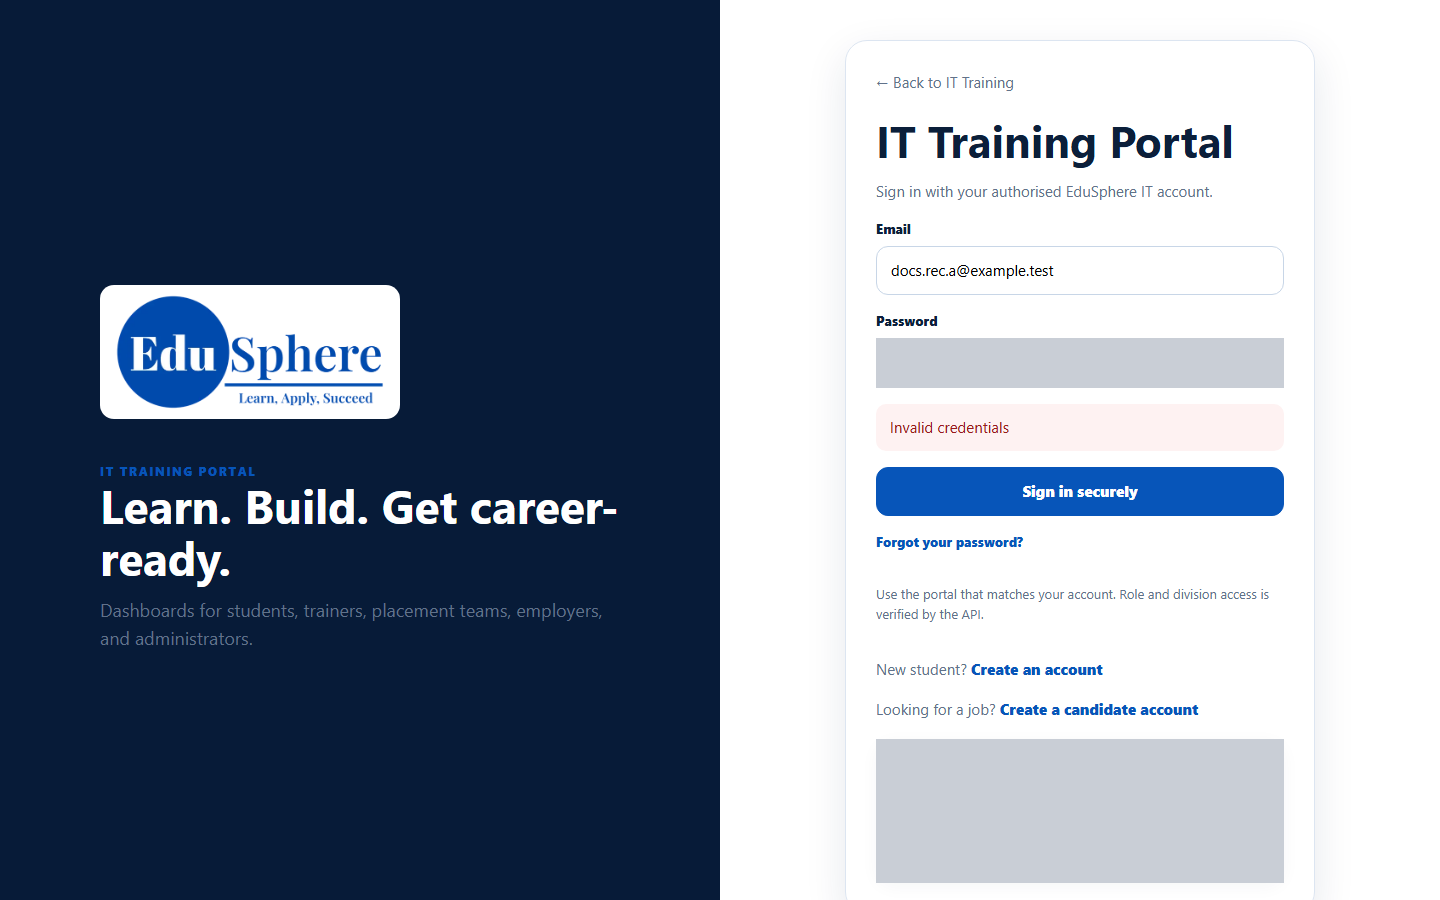 Edu Sphere
Learn, Apply, Succeed
IT TRAINING PORTAL
Learn. Build. Get career-
ready.
Dashboards for students, trainers, placement teams, employers,
and administrators.
← Back to IT Training
IT Training Portal
Sign in with your authorised EduSphere IT account.
Email
docs.rec.a@example.test
Password
Invalid credentials
Sign in securely
Forgot your password?
Use the portal that matches your account. Role and division access is
verified by the API.
New student? Create an account
Looking for a job? Create a candidate account